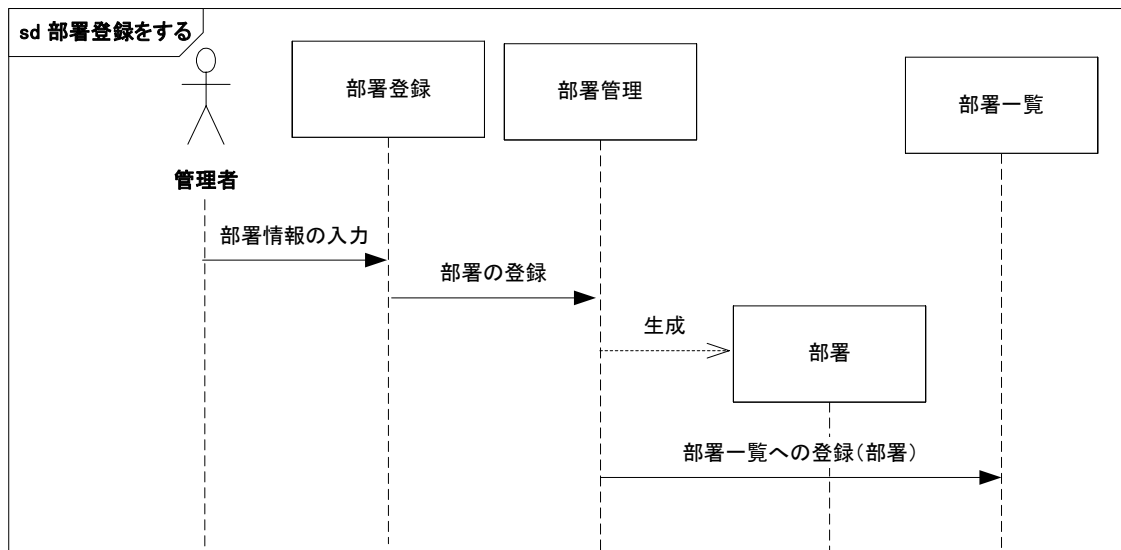 sd 部署登録をする
部署登録
部署管理
部署一覧
管理者
部署情報の入力
部署の登録
生成
部署
部署一覧への登録（部署）